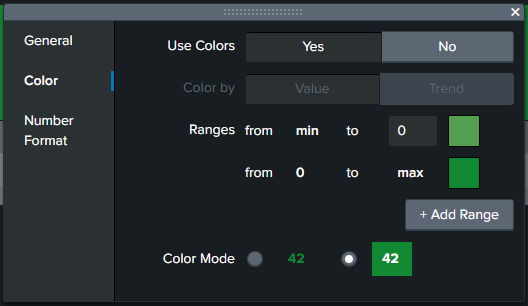 General
Color
Number
Format
Use Colors Yes No
Color by Value Trend
Ranges from min to 0
from 0 to max
+ Add Range
Color Mode 42 42